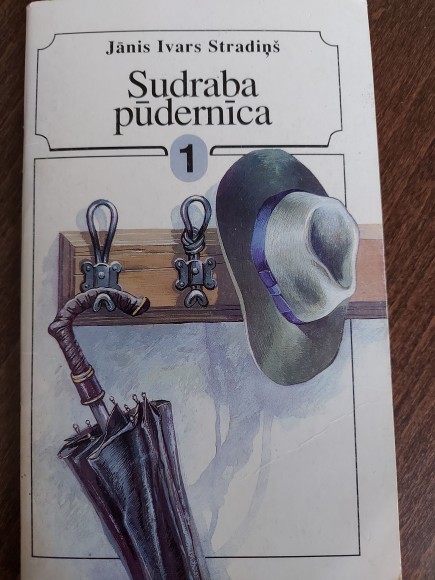 Jānis Ivars Stradiņš
Sudraba
pūdernīca
1